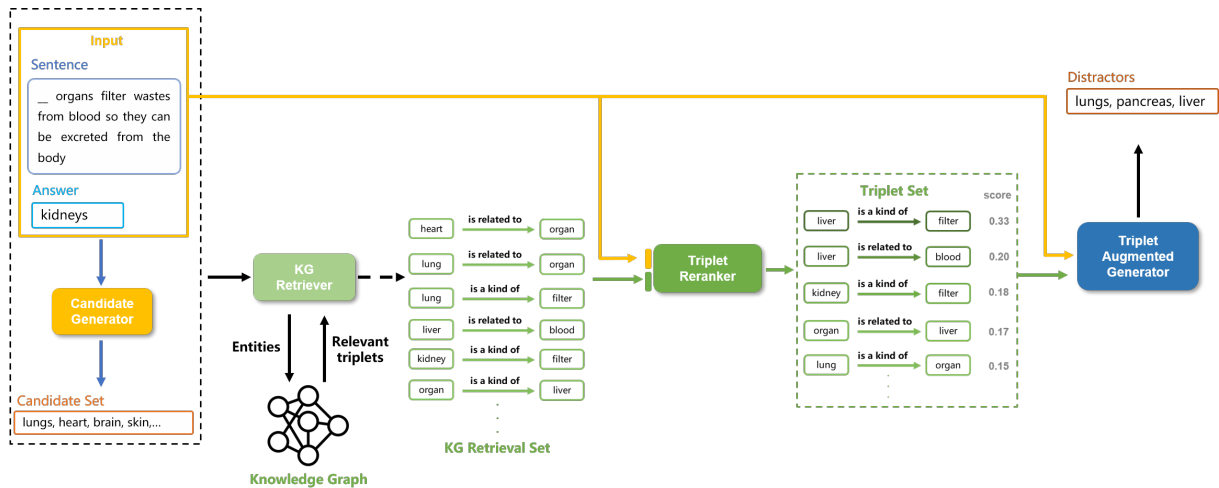 Input
Sentence
__ organs filter wastes
from blood so they can
be excreted from the
body
Answer
kidneys
Candidate
Generator
Candidate Set
lungs, heart, brain, skin,...
KG
Retriever
Entities
Relevant
triplets
Knowledge Graph
heart is related to organ
lung is related to organ
lung is a kind of filter
liver is related to blood
kidney is a kind of filter
organ is a kind of liver
KG Retrieval Set
Triplet
Reranker
Triplet Set score
liver is a kind of filter 0.33
liver is related to blood 0.20
kidney is a kind of filter 0.18
organ is related to liver 0.17
lung is a kind of organ 0.15
Triplet
Augmented
Generator
Distractors
lungs, pancreas, liver